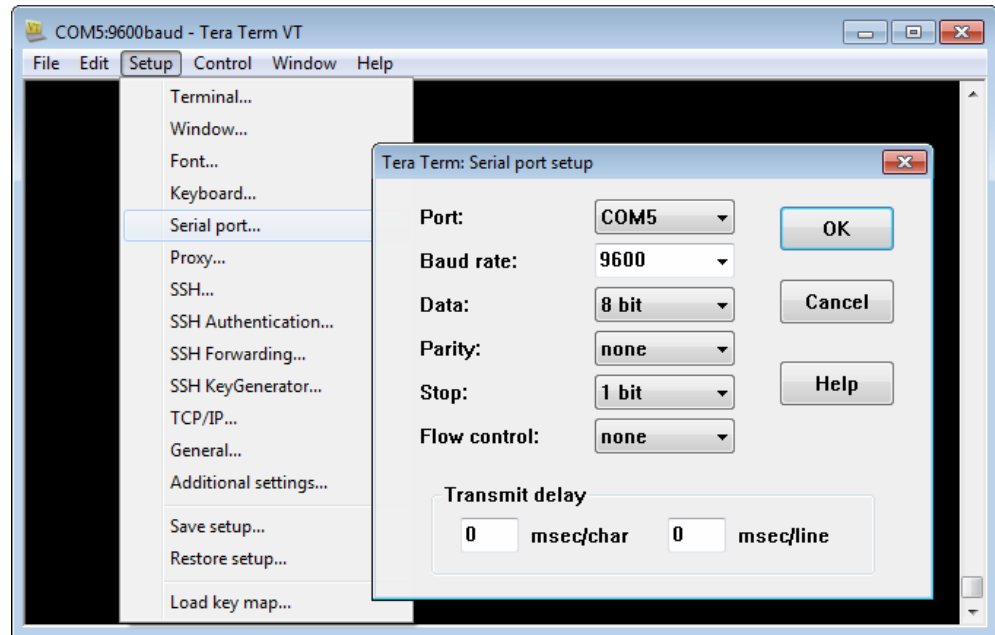 COM5:9600baud - Tera Term VT
File Edit Setup Control Window Help
Terminal...
Window...
Font...
Keyboard...
Serial port...
Proxy...
SSH...
SSH Authentication...
SSH Forwarding...
SSH KeyGenerator...
TCP/IP...
General...
Additional settings...
Save setup...
Restore setup...
Load key map...
Tera Term: Serial port setup
Port: COM5 OK
Baud rate: 9600
Data: 8 bit Cancel
Parity: none
Stop: 1 bit Help
Flow control: none
Transmit delay
0 msec/char 0 msec/line